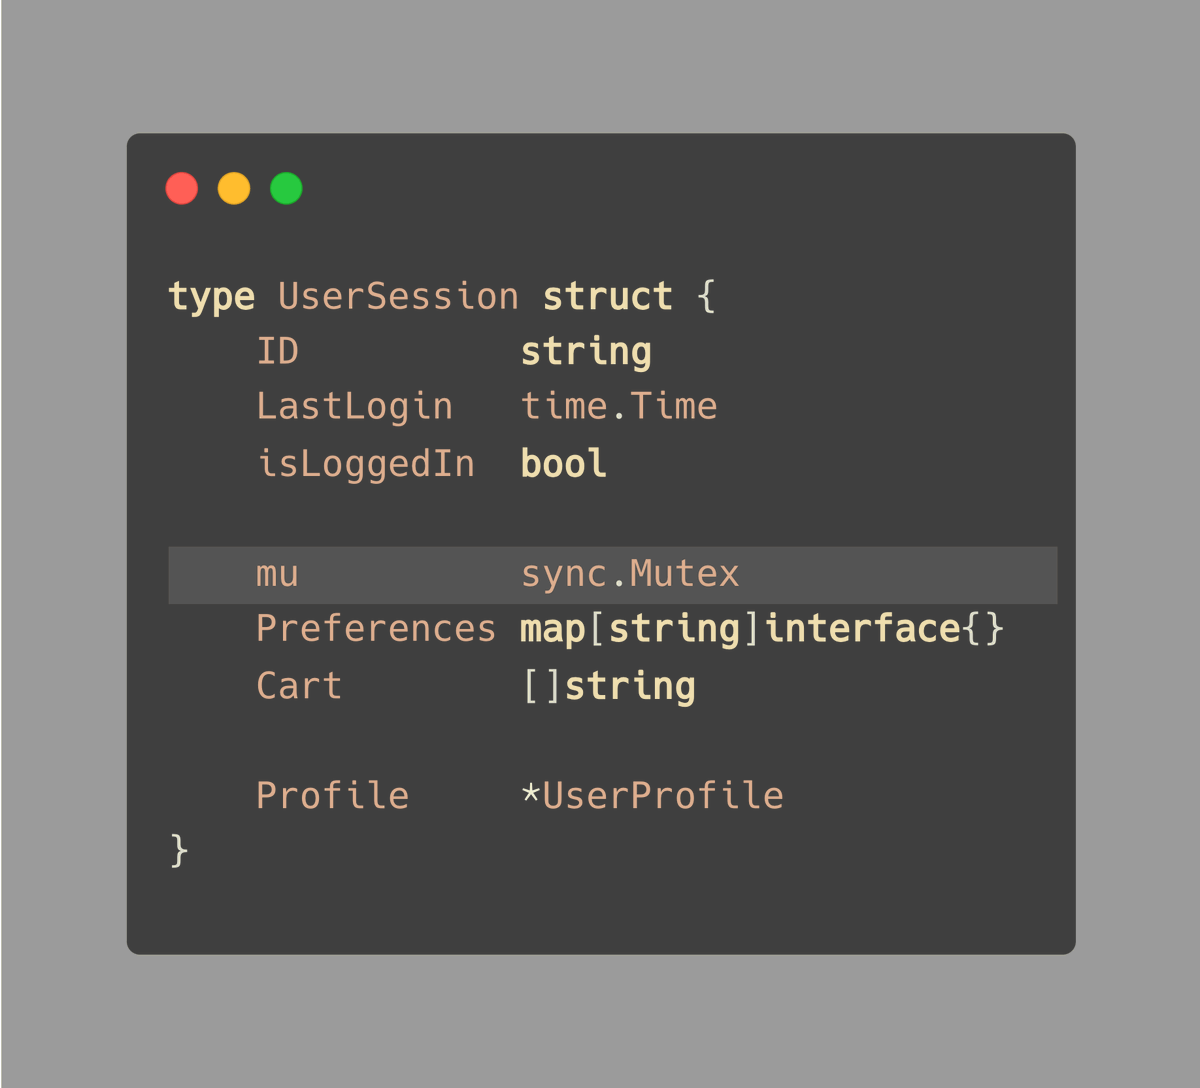 type UserSession struct {
    ID          string
    LastLogin   time.Time
    isLoggedIn  bool

    mu          sync.Mutex
    Preferences map[string]interface{}
    Cart        []string

    Profile     *UserProfile
}